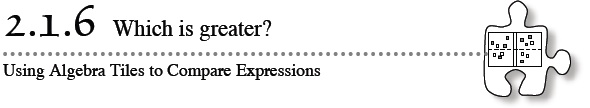 2.1.6 Which is greater?
Using Algebra Tiles to Compare Expressions